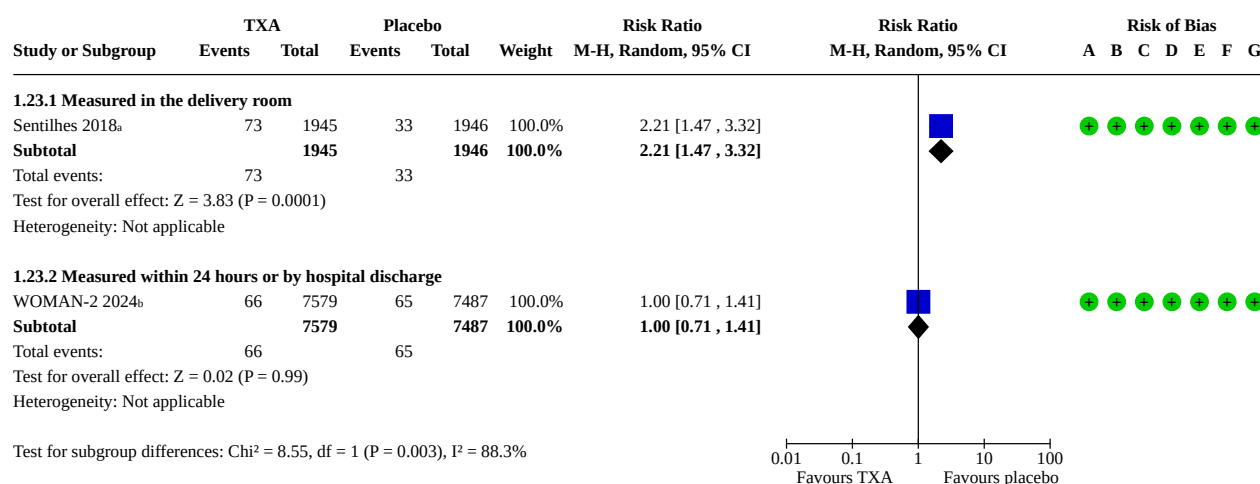 TXA Placebo Risk Ratio Risk Ratio Risk of Bias
Study or Subgroup Events Total Events Total Weight M-H, Random, 95% CI M-H, Random, 95% CI A B C D E F G
1.23.1 Measured in the delivery room
Sentilhes 2018a 73 1945 33 1946 100.0% 2.21 [1.47 , 3.32] + + + + + + +
Subtotal 1945 1946 100.0% 2.21 [1.47 , 3.32]
Total events: 73 33
Test for overall effect: Z = 3.83 (P = 0.0001)
Heterogeneity: Not applicable
1.23.2 Measured within 24 hours or by hospital discharge
WOMAN-2 2024b 66 7579 65 7487 100.0% 1.00 [0.71 , 1.41] + + + + + + +
Subtotal 7579 7487 100.0% 1.00 [0.71 , 1.41]
Total events: 66 65
Test for overall effect: Z = 0.02 (P = 0.99)
Heterogeneity: Not applicable
Test for subgroup differences: Chi² = 8.55, df = 1 (P = 0.003), I² = 88.3%
0.01 0.1 1 10 100
Favours TXA Favours placebo